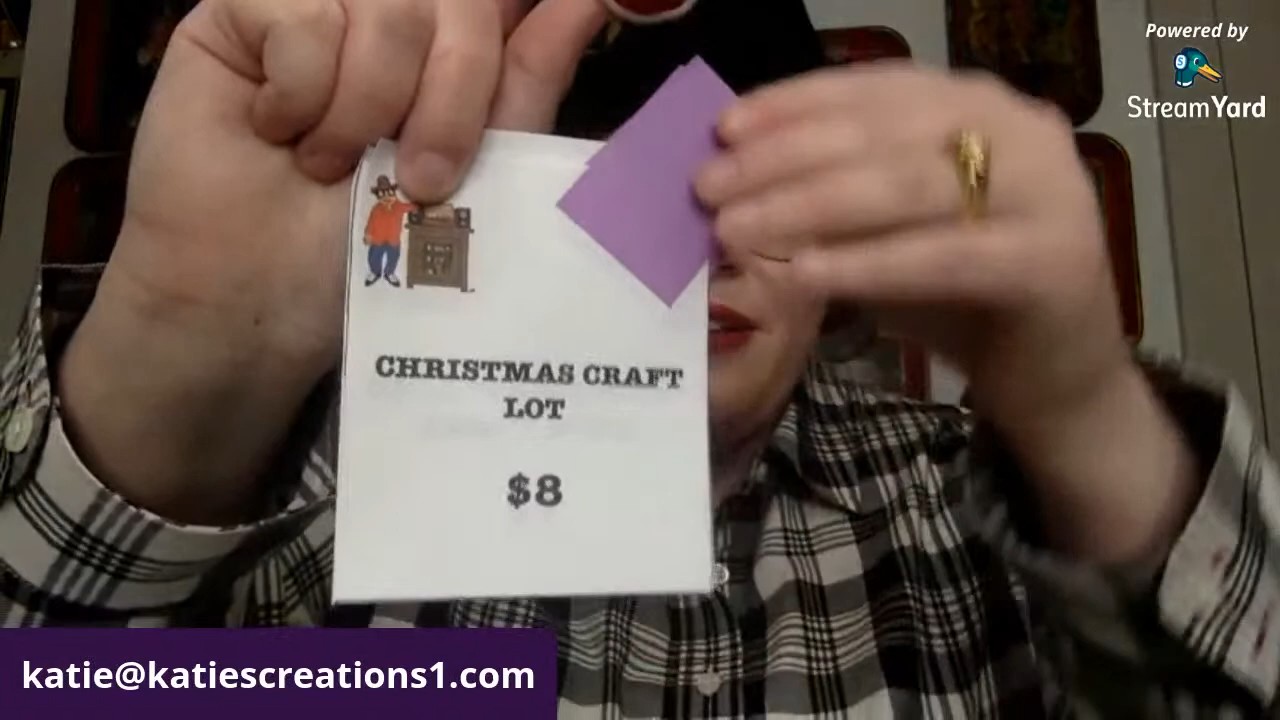 Powered by
StreamYard
CHRISTMAS CRAFT
LOT
$8
katie@katiescreations1.com